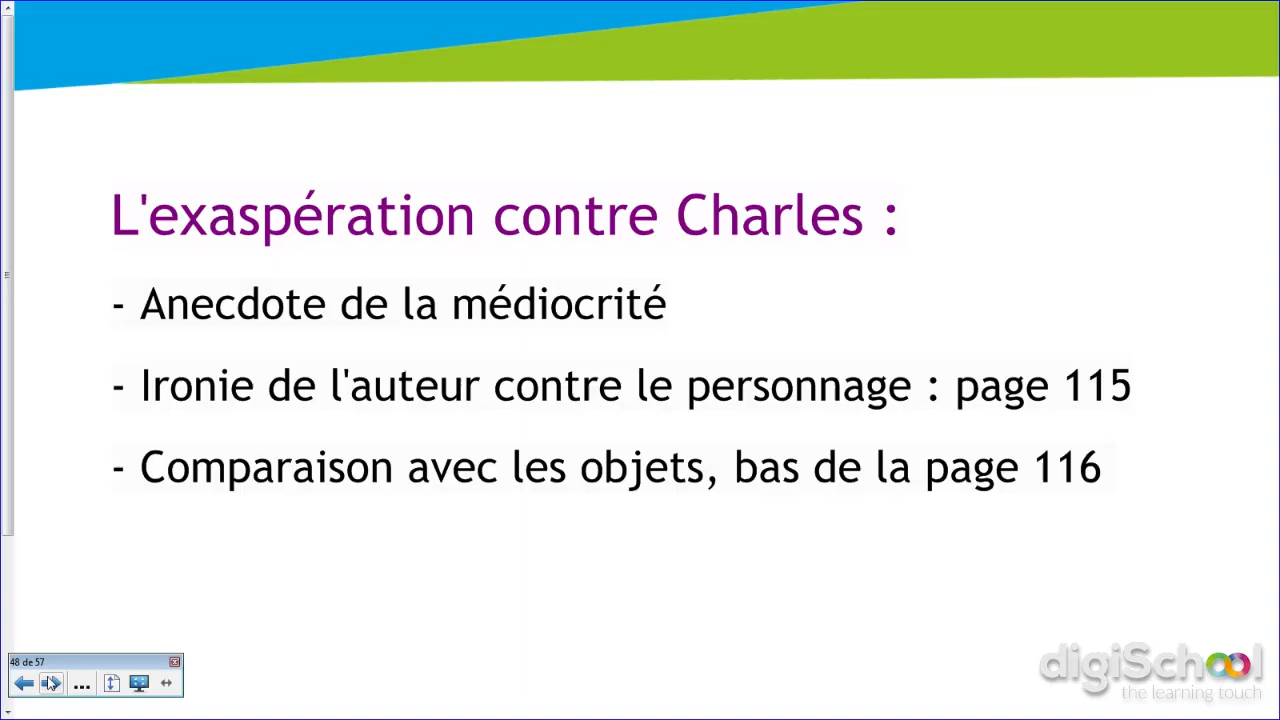 L'exaspération contre Charles :
- Anecdote de la médiocrité
- Ironie de l'auteur contre le personnage : page 115
- Comparaison avec les objets, bas de la page 116
48 de 57
...
digiSchool
the learning touch